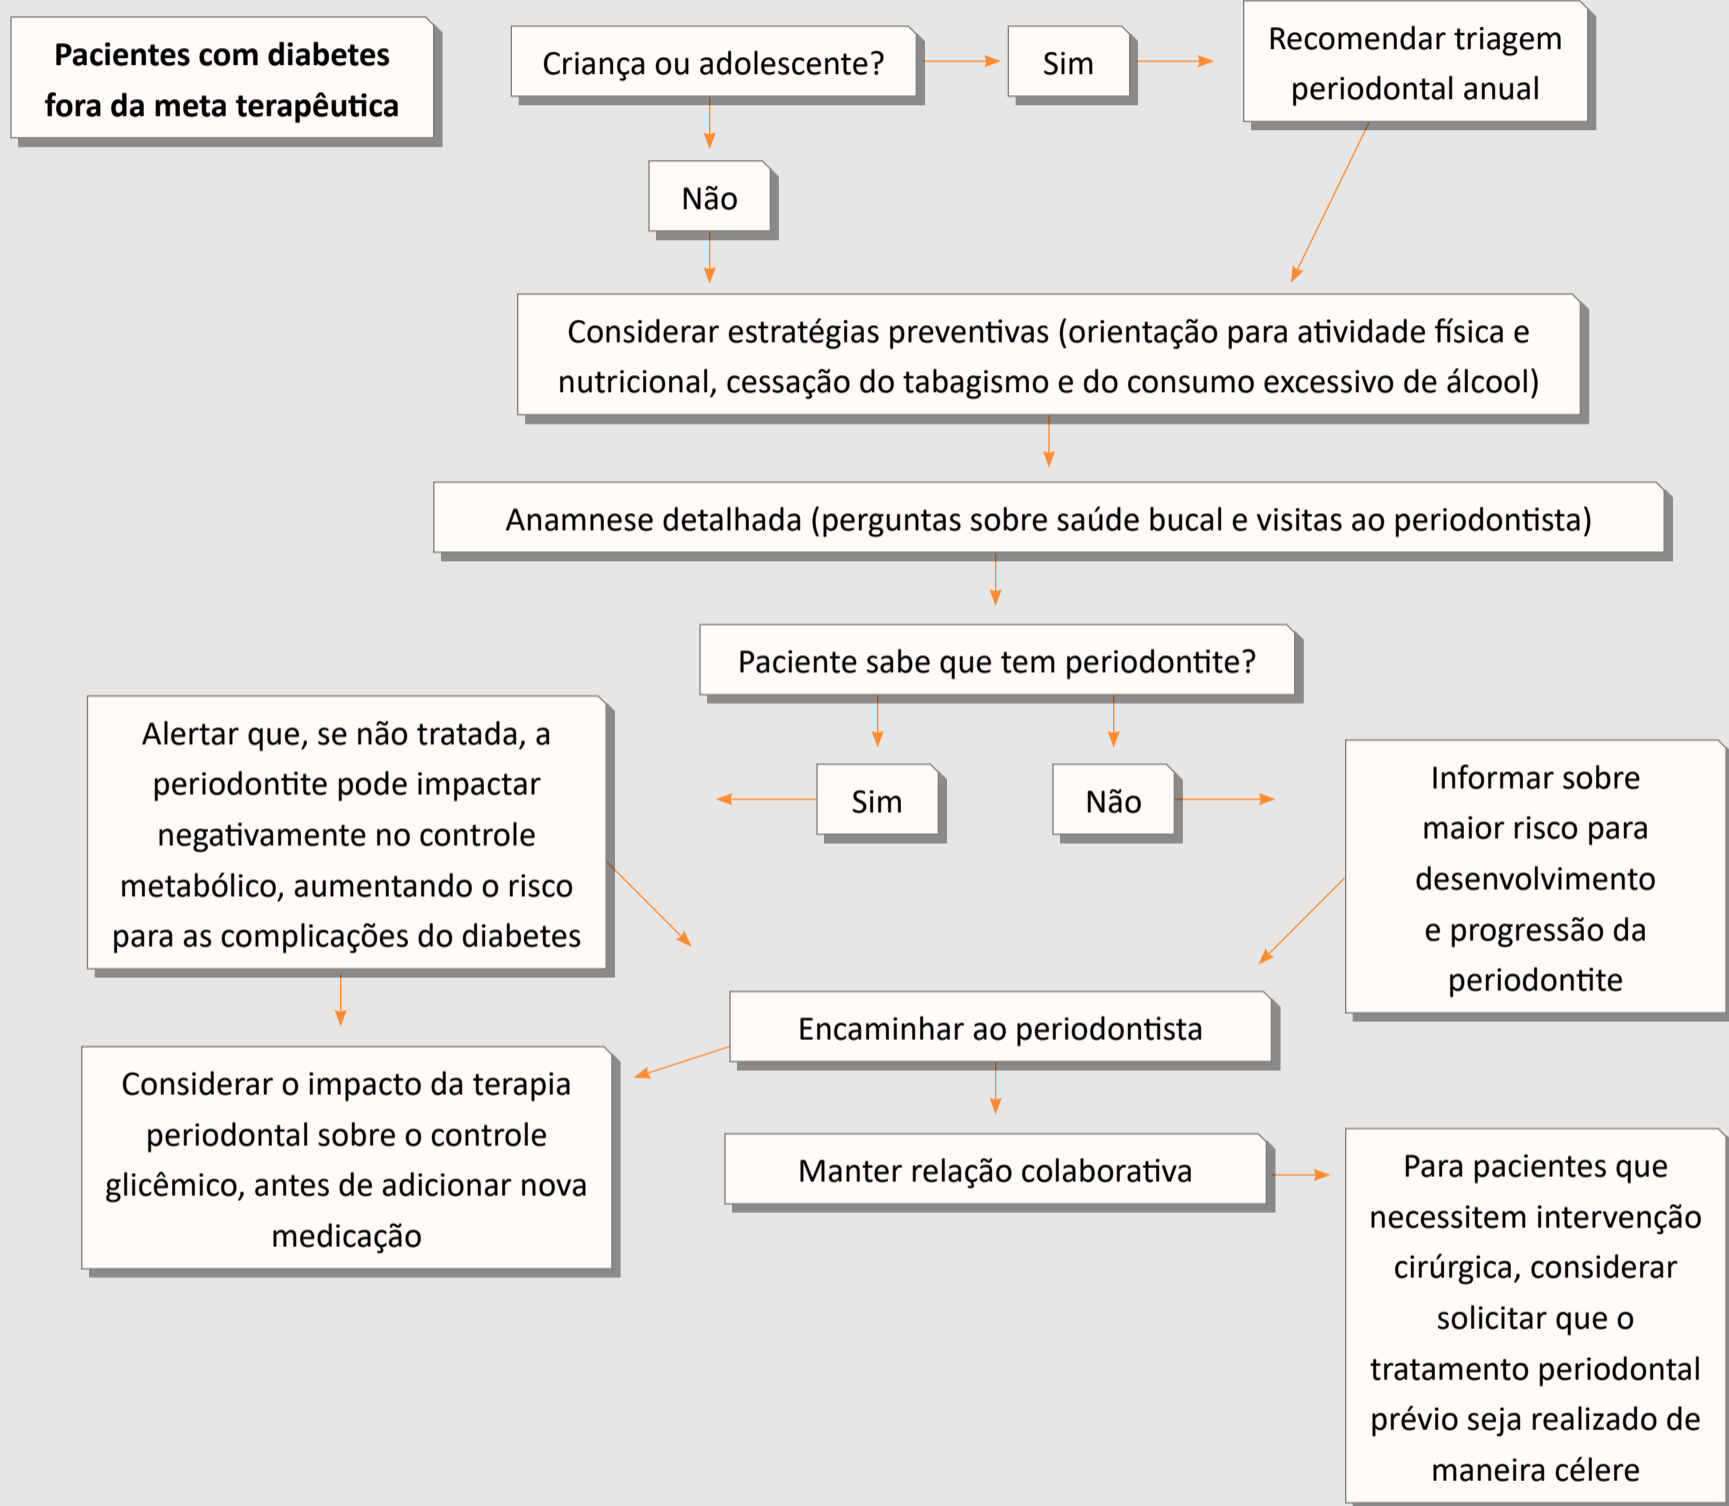 Pacientes com diabetes
fora da meta terapêutica
Criança ou adolescente?
Sim
Recomendar triagem
periodontal anual
Não
Considerar estratégias preventivas (orientação para atividade física e
nutricional, cessação do tabagismo e do consumo excessivo de álcool)
Anamnese detalhada (perguntas sobre saúde bucal e visitas ao periodontista)
Paciente sabe que tem periodontite?
Sim
Não
Alertar que, se não tratada, a
periodontite pode impactar
negativamente no controle
metabólico, aumentando o risco
para as complicações do diabetes
Informar sobre
maior risco para
desenvolvimento
e progressão da
periodontite
Encaminhar ao periodontista
Considerar o impacto da terapia
periodontal sobre o controle
glicêmico, antes de adicionar nova
medicação
Manter relação colaborativa
Para pacientes que
necessitem intervenção
cirúrgica, considerar
solicitar que o
tratamento periodontal
prévio seja realizado de
maneira célere